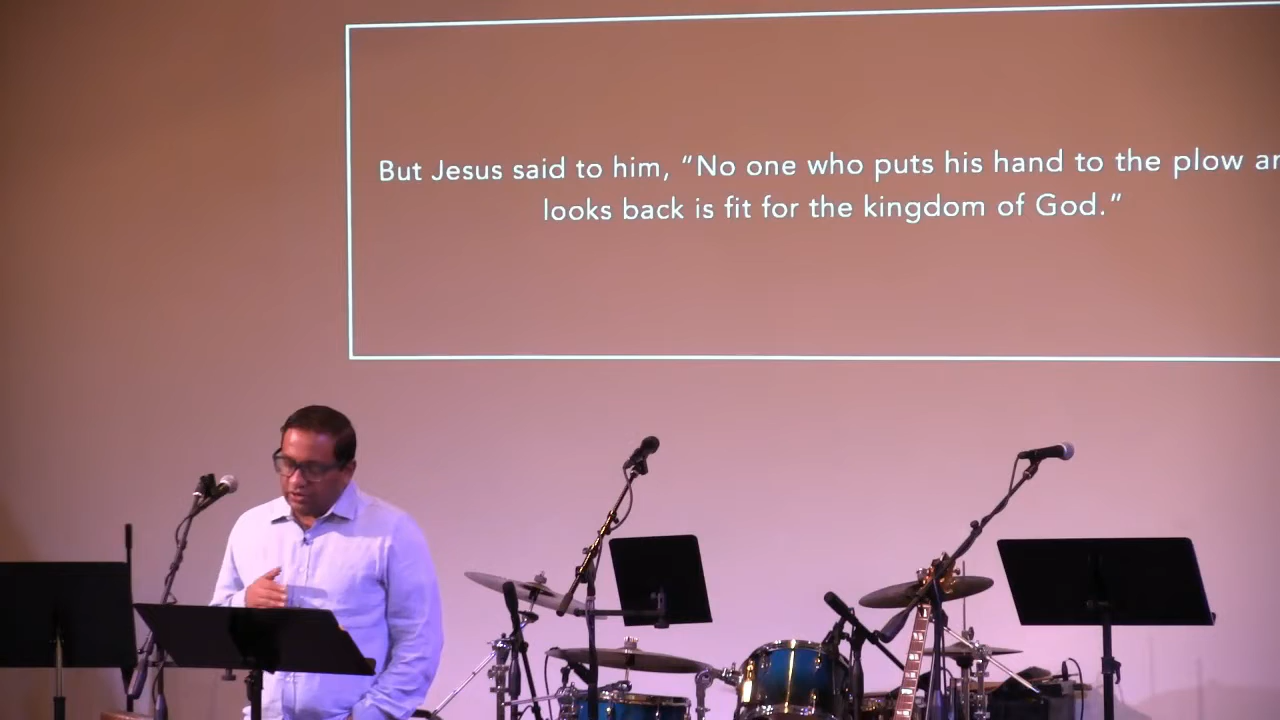 But Jesus said to him, “No one who puts his hand to the plow
looks back is fit for the kingdom of God.”